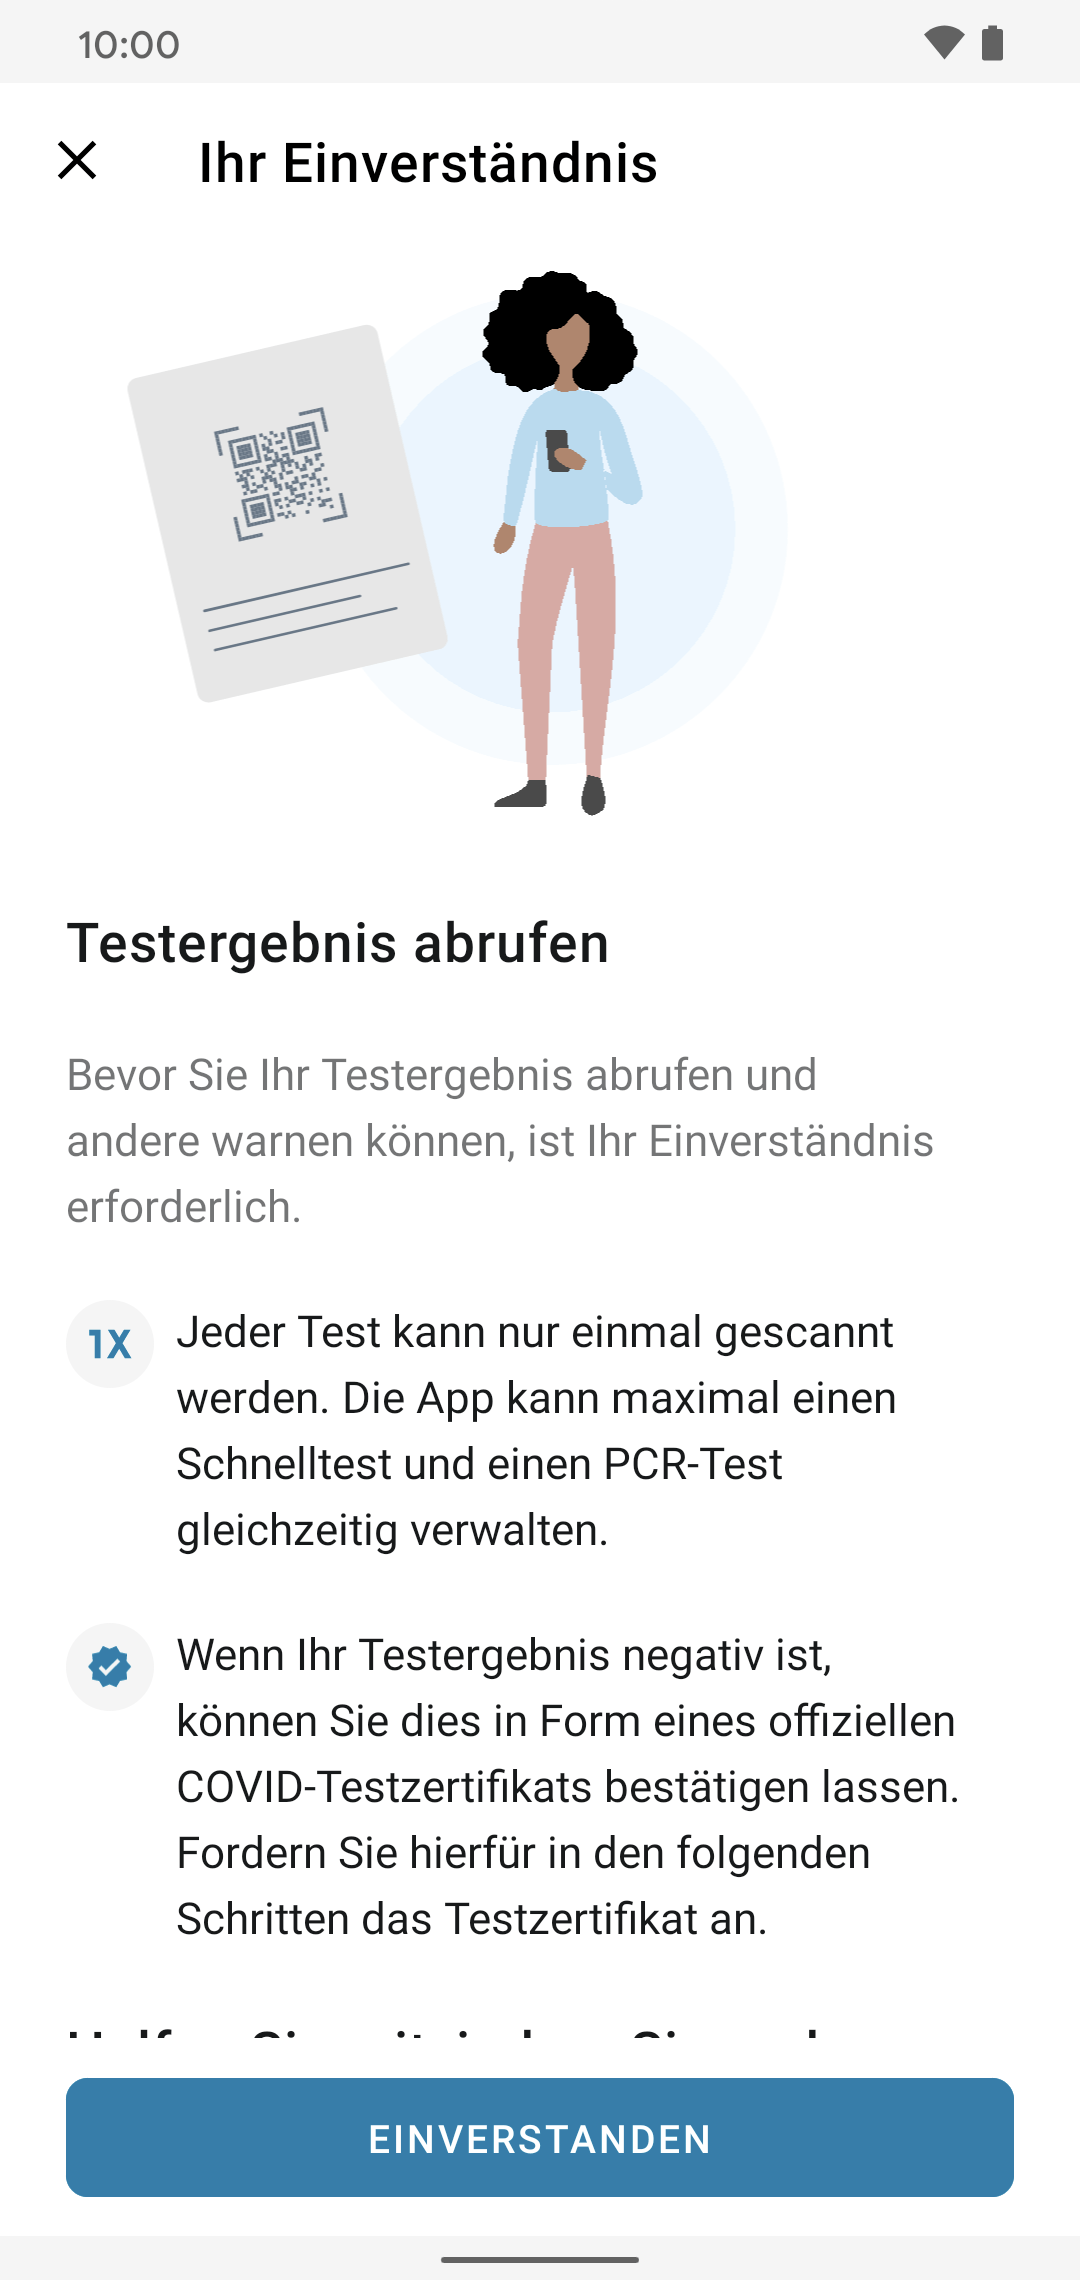 10:00
Ihr Einverständnis
Testergebnis abrufen
Bevor Sie Ihr Testergebnis abrufen und
andere warnen können, ist Ihr Einverständnis
erforderlich.
1X
Jeder Test kann nur einmal gescannt
werden. Die App kann maximal einen
Schnelltest und einen PCR-Test
gleichzeitig verwalten.
Wenn Ihr Testergebnis negativ ist,
können Sie dies in Form eines offiziellen
COVID-Testzertifikats bestätigen lassen.
Fordern Sie hierfür in den folgenden
Schritten das Testzertifikat an.
EINVERSTANDEN